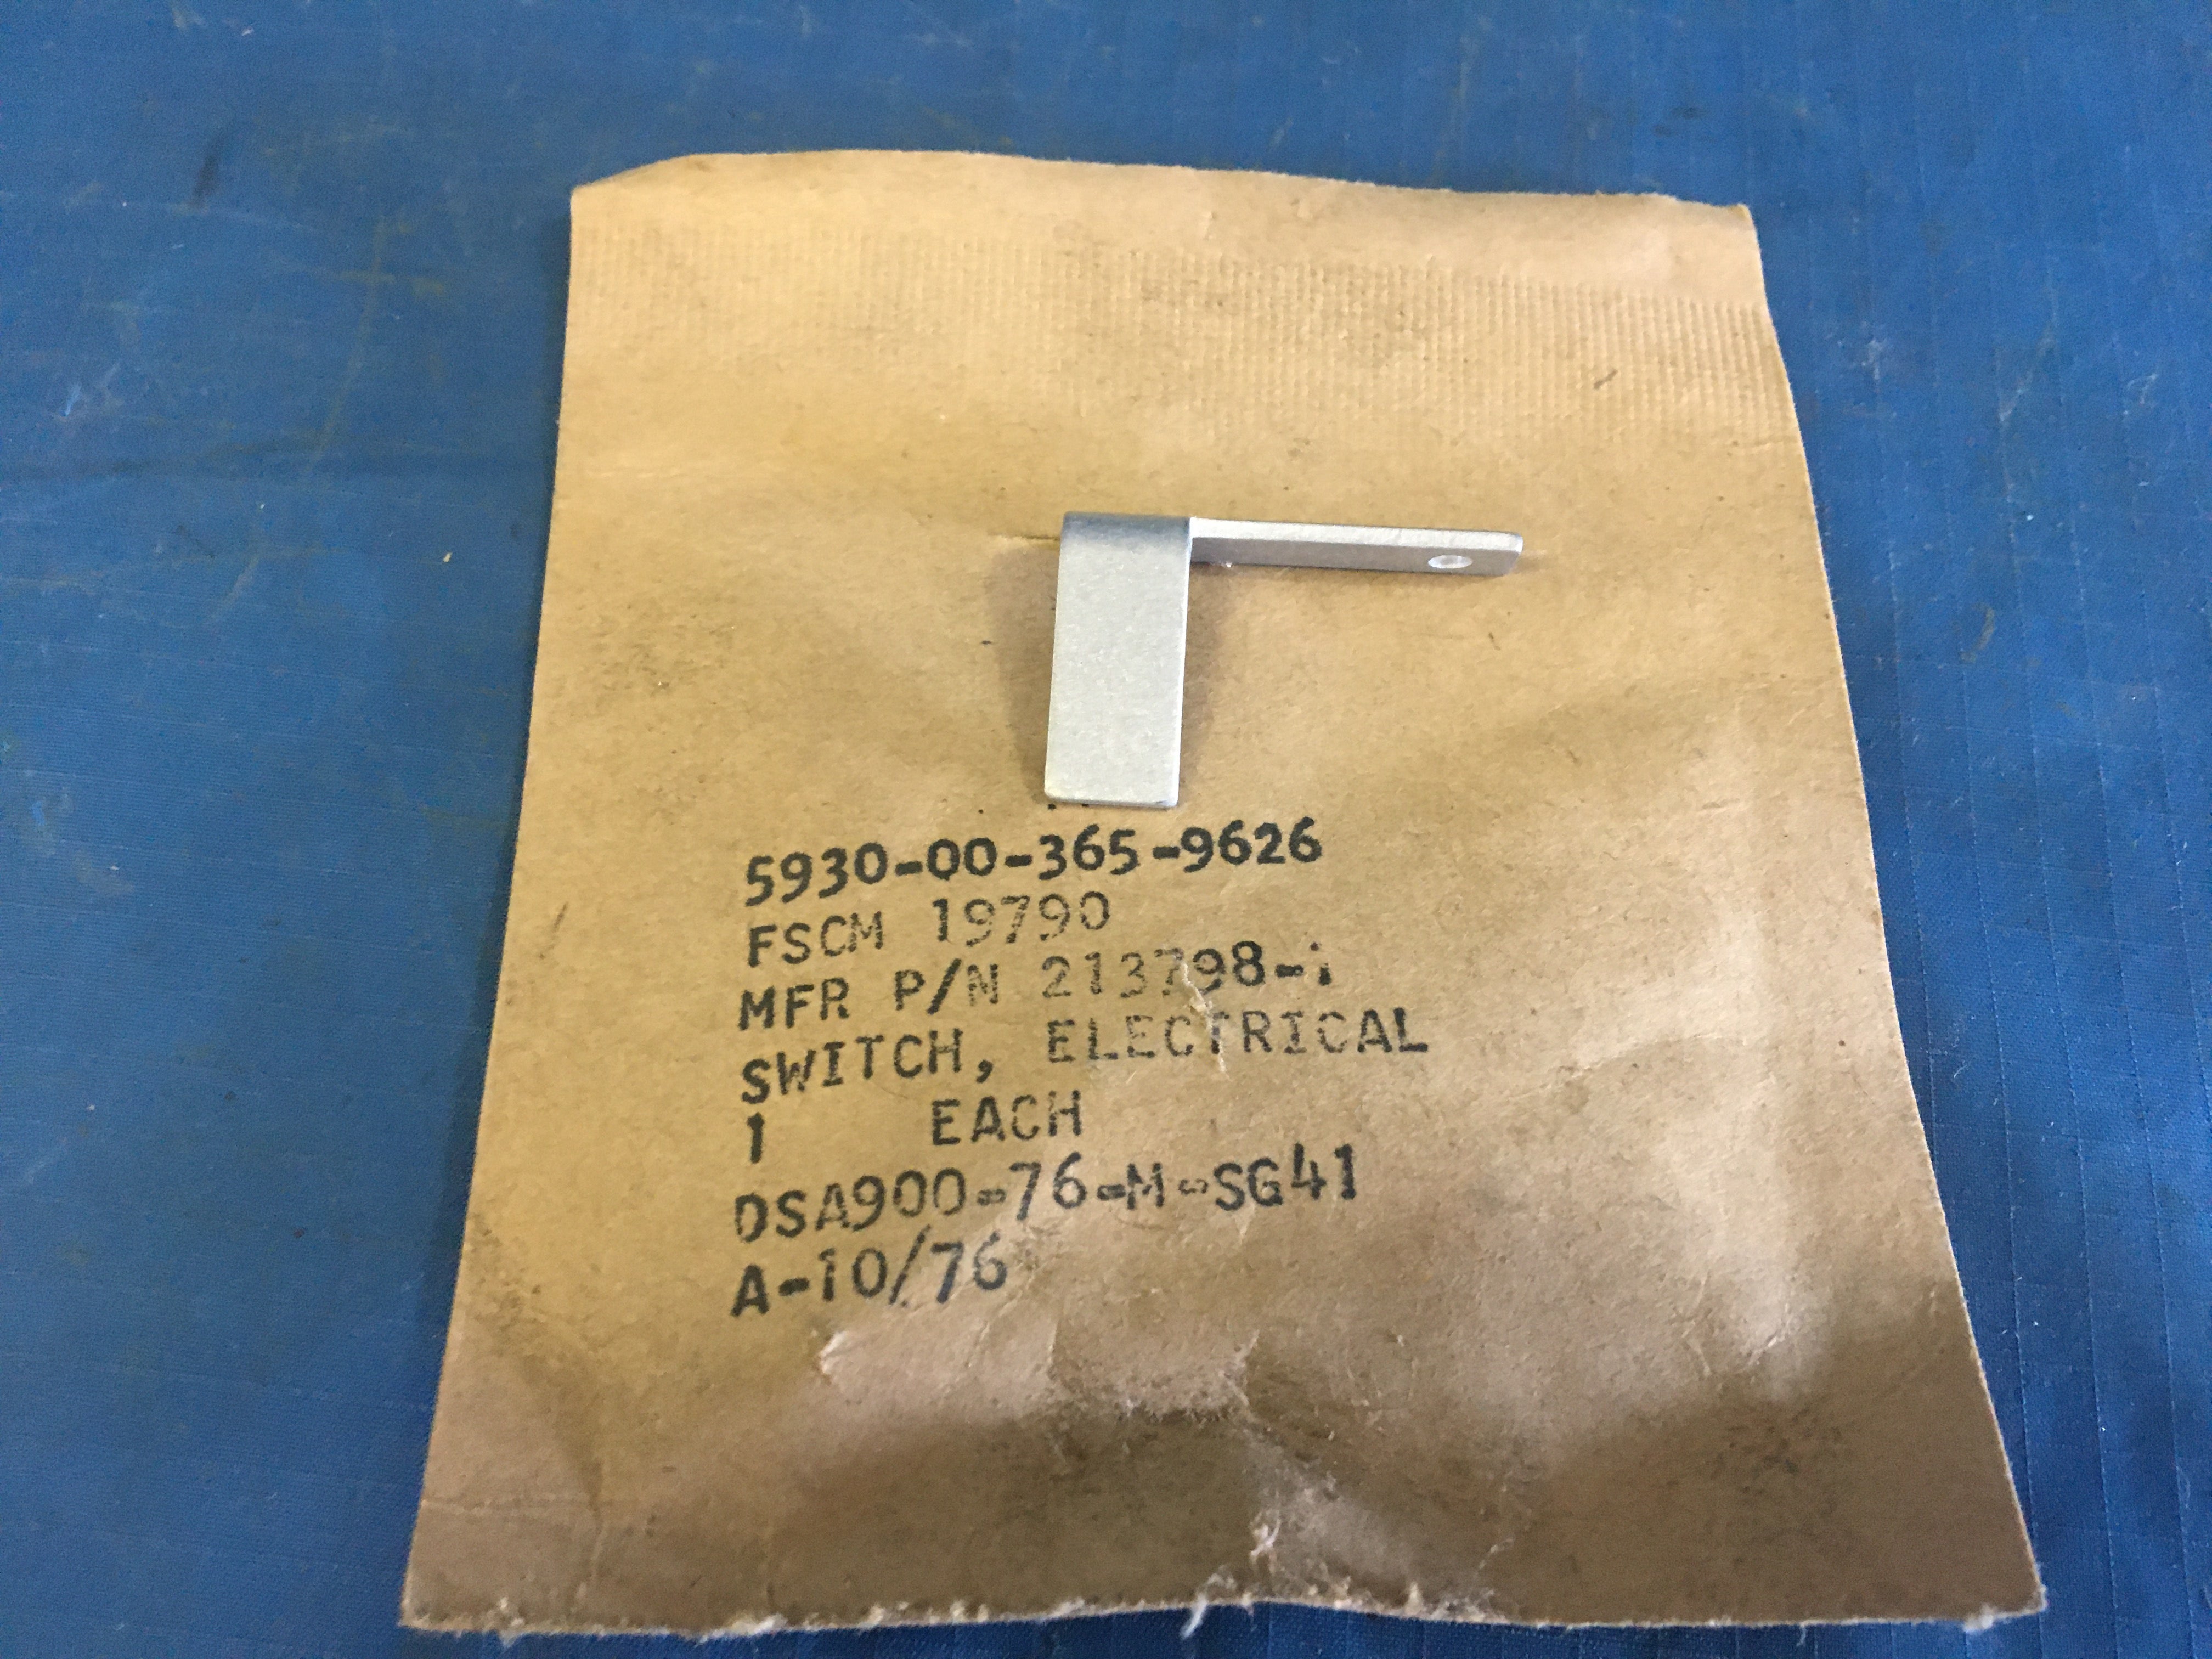 5930-00-365-9626
FSCM 19790
MFR P/N 213798-1
SWITCH, ELECTRICAL
1 EACH
DSA900-76-M-SG41
A-10/76